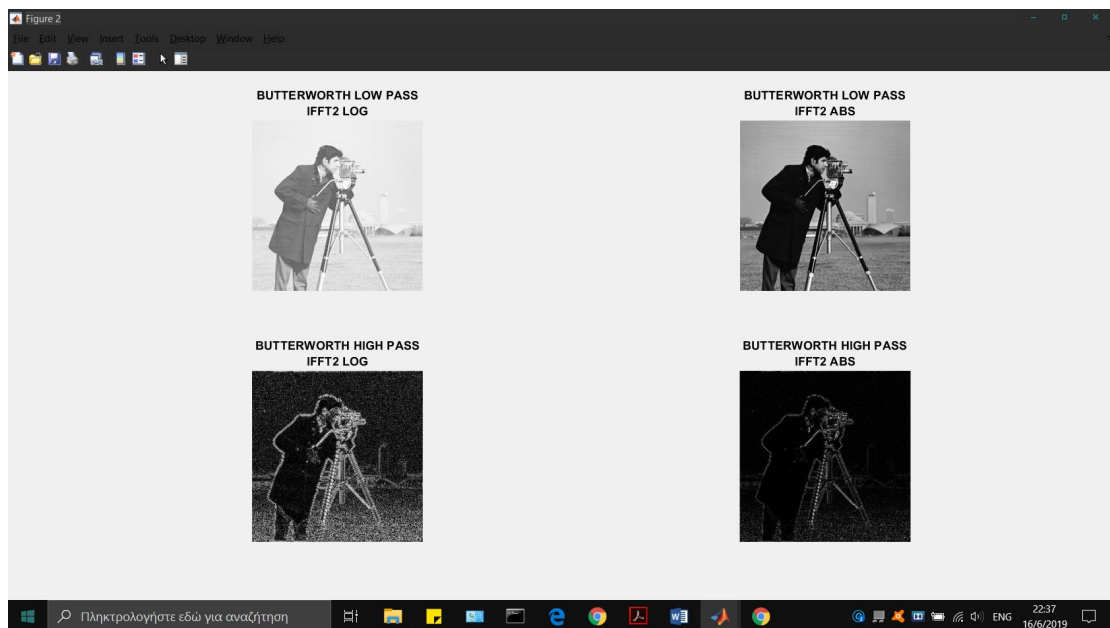 Figure 2
File Edit View Insert Tools Desktop Window Help
BUTTERWORTH LOW PASS
IFFT2 LOG
BUTTERWORTH LOW PASS
IFFT2 ABS
BUTTERWORTH HIGH PASS
IFFT2 LOG
BUTTERWORTH HIGH PASS
IFFT2 ABS
Πληκτρολογήστε εδώ για αναζήτηση
ENG
22:37
16/6/2019